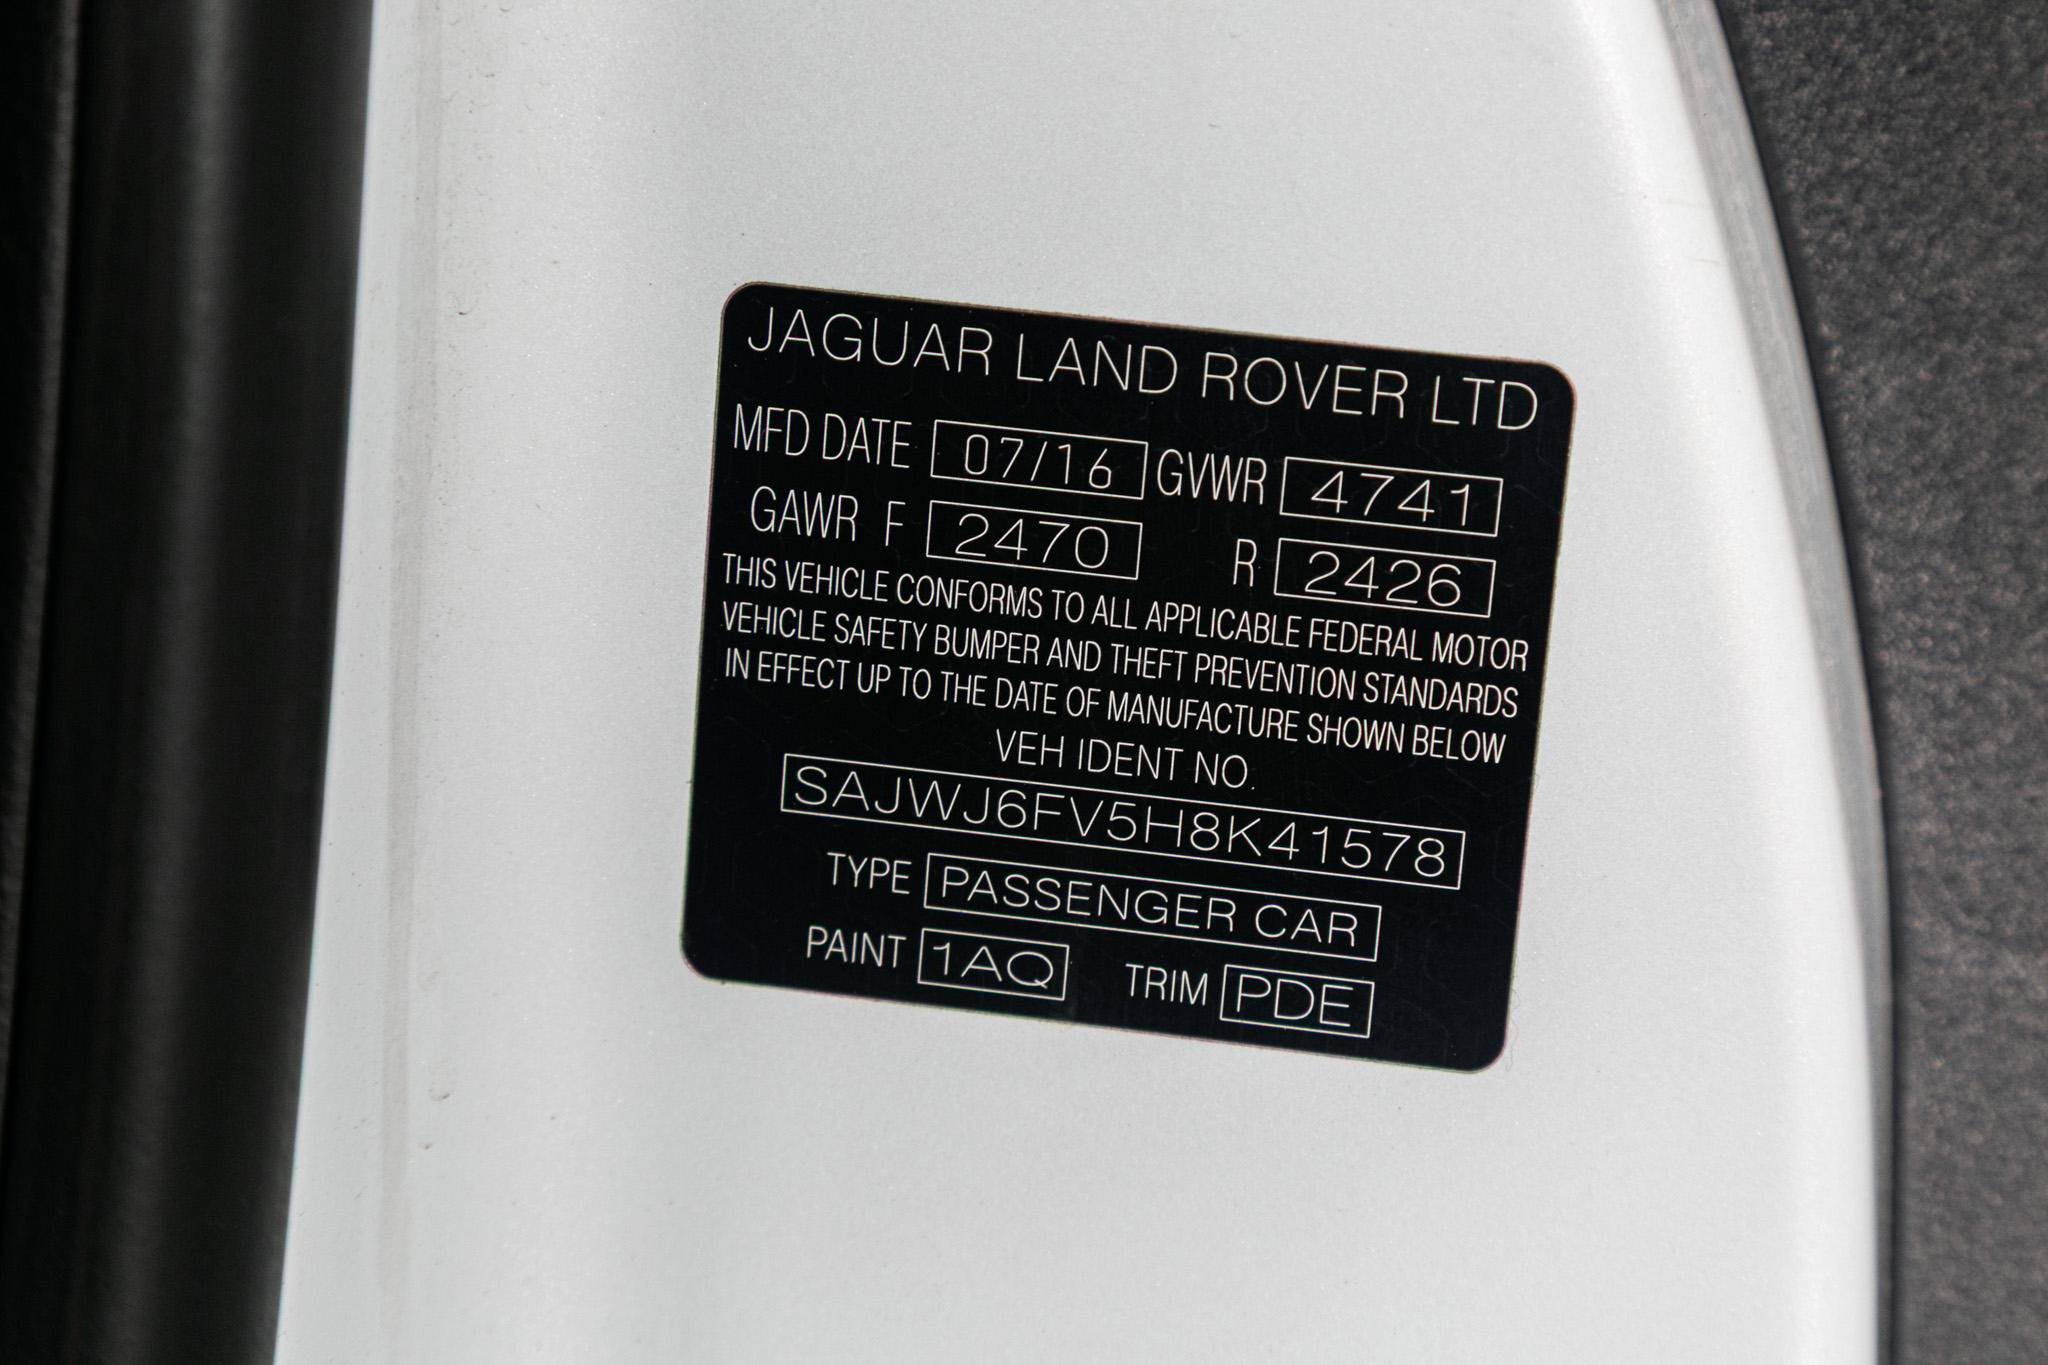 JAGUAR LAND ROVER LTD
MFD DATE 07/16 GVWR 4741
GAWR F 2470 R 2426
THIS VEHICLE CONFORMS TO ALL APPLICABLE FEDERAL MOTOR
VEHICLE SAFETY BUMPER AND THEFT PREVENTION STANDARDS
IN EFFECT UP TO THE DATE OF MANUFACTURE SHOWN BELOW
VEH IDENT NO.
SAJWJ6FV5H8K41578
TYPE PASSENGER CAR
PAINT 1AQ TRIM PDE